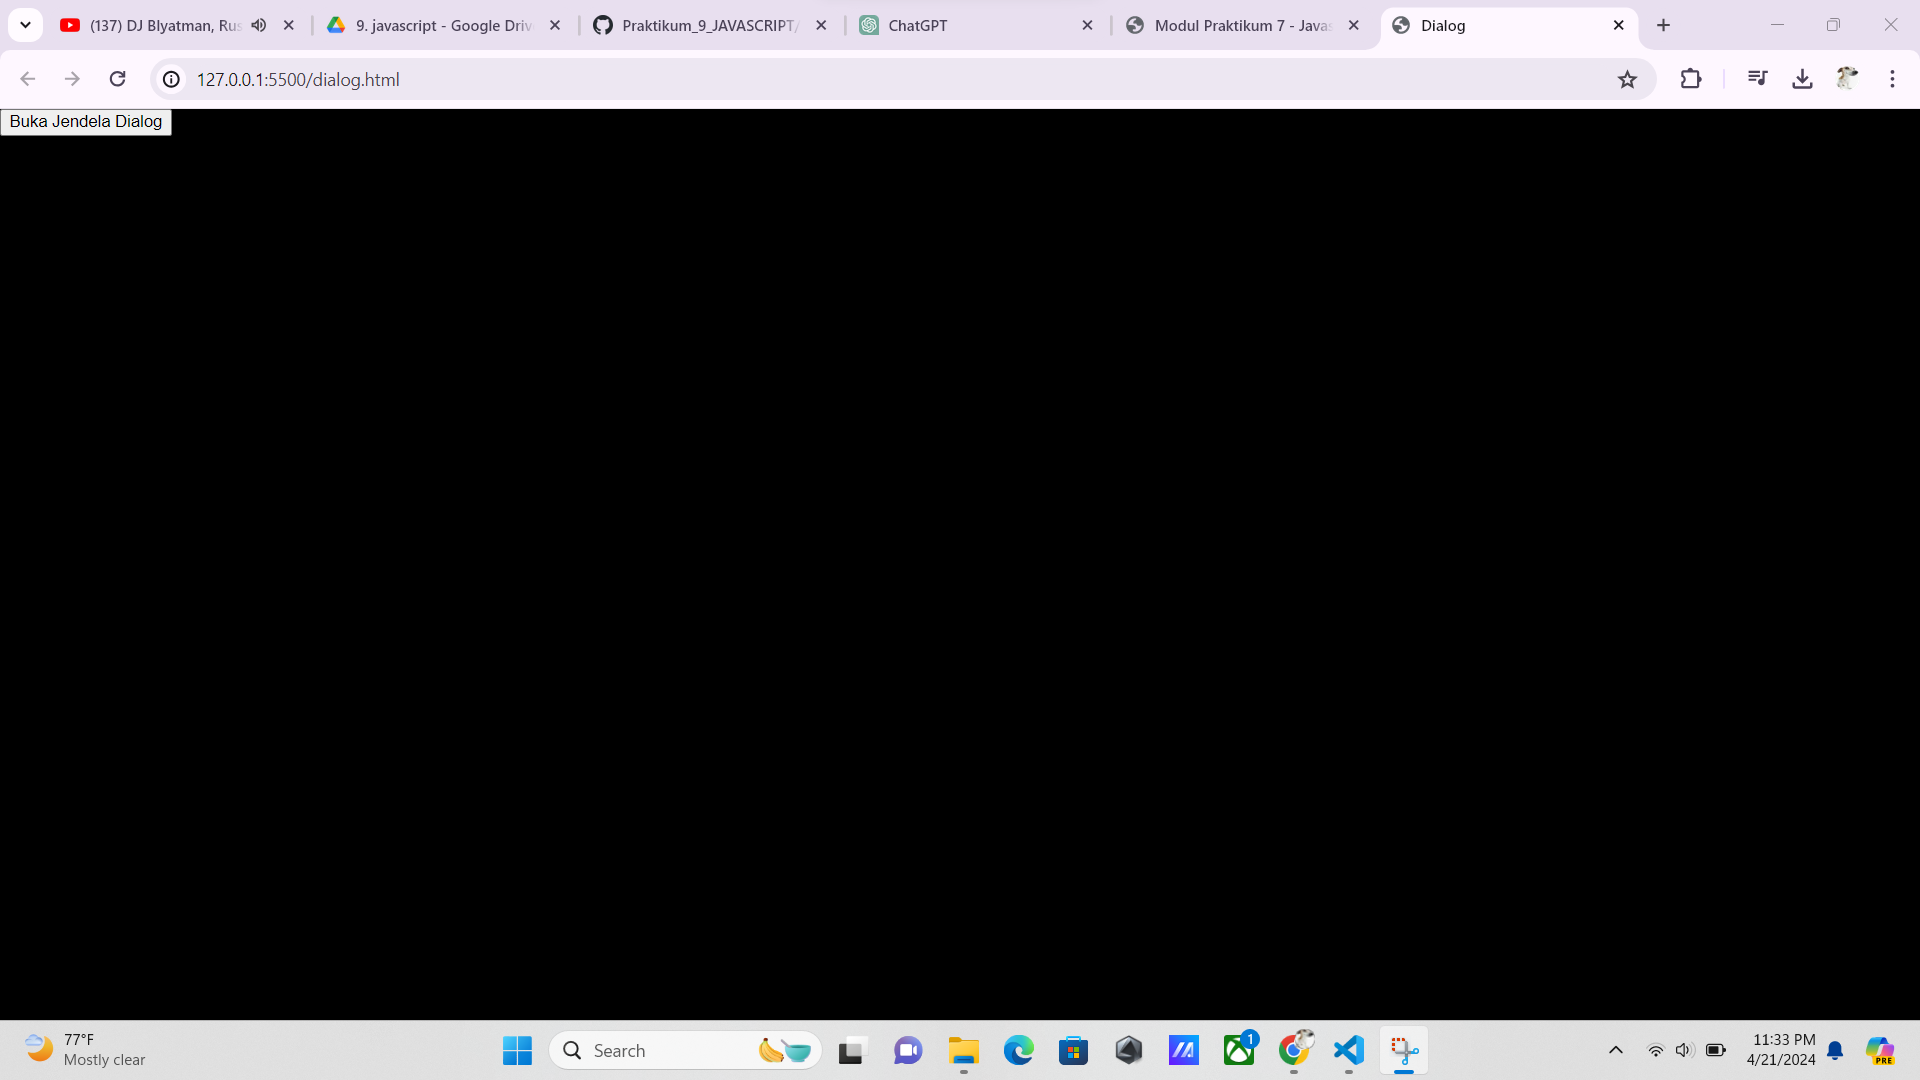 (137) DJ Blyatman, Rus
9. javascript - Google Driv
Praktikum_9_JAVASCRIPT/
ChatGPT
Modul Praktikum 7 - Javas
Dialog
127.0.0.1:5500/dialog.html
Buka Jendela Dialog
77°F
Mostly clear
Search
1
11:33 PM
4/21/2024
PRE